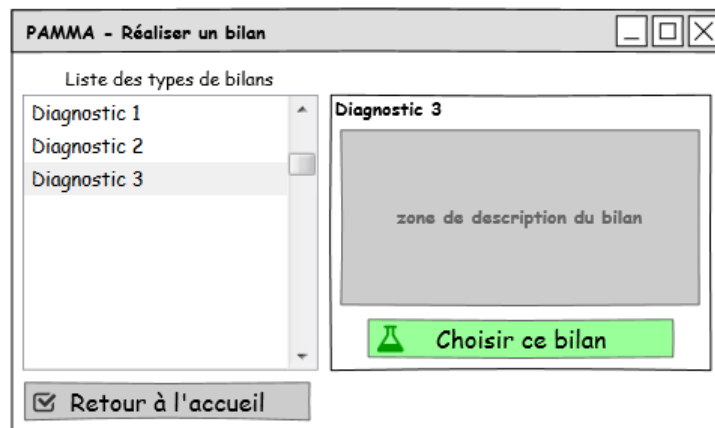 PAMMA - Réaliser un bilan
Liste des types de bilans
Diagnostic 1
Diagnostic 2
Diagnostic 3
Diagnostic 3
zone de description du bilan
Choisir ce bilan
Retour à l'accueil